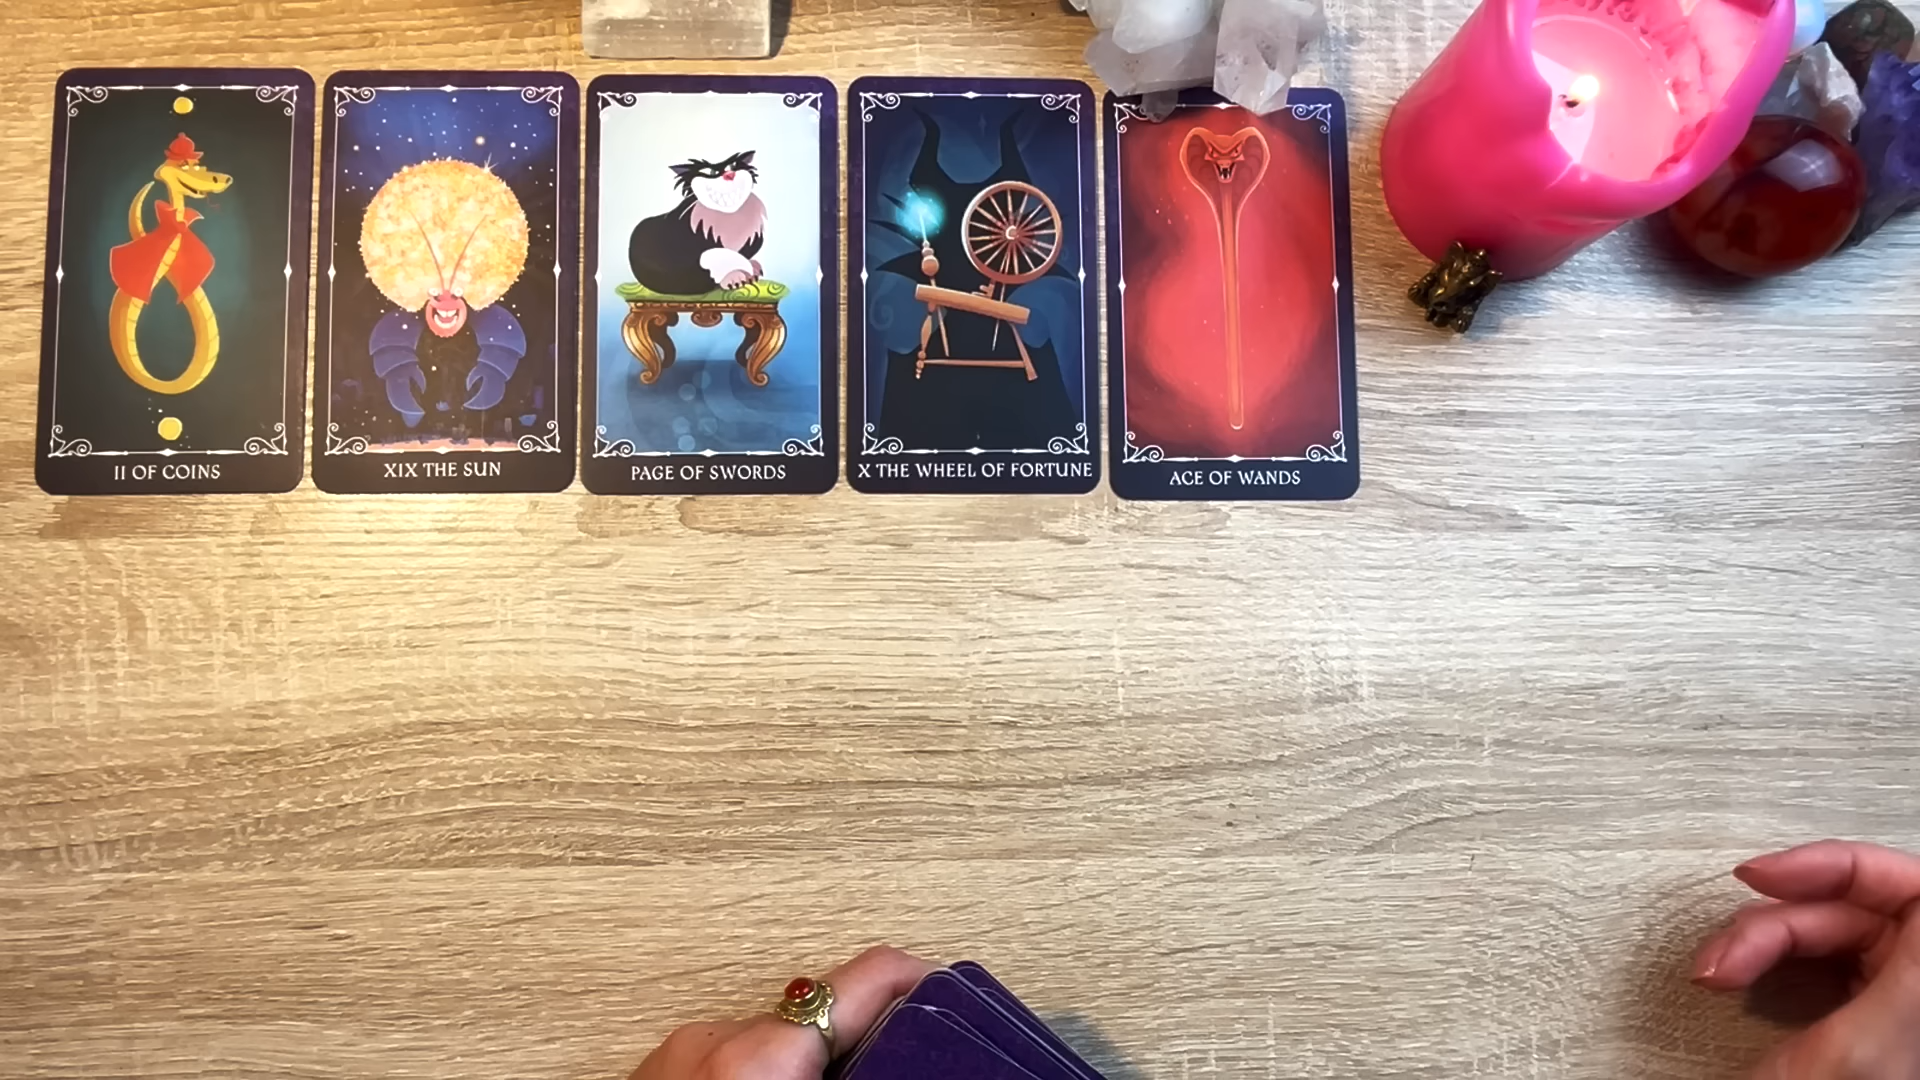 II OF COINS
XIX THE SUN
PAGE OF SWORDS
X THE WHEEL OF FORTUNE
ACE OF WANDS